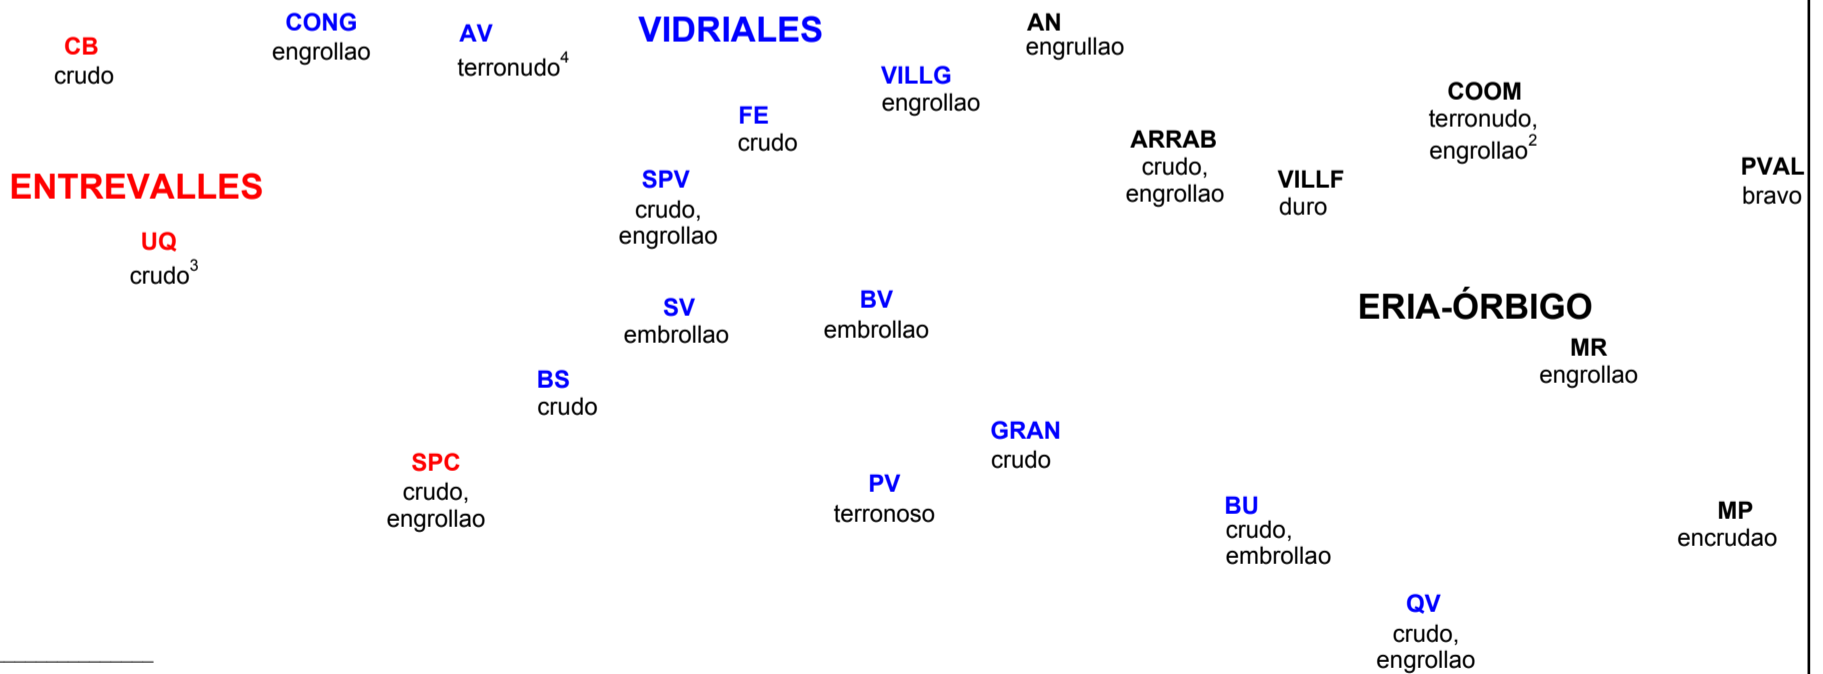 CB
crudo
CONG
engrollao
AV
terronudo4
VIDRIALES
AN
engrullao
VILLG
engrollao
FE
crudo
COOM
terronudo,
engrollao2
ARRAB
crudo,
engrollao
VILLF
duro
PVAL
bravo
ENTREVALLES
SPV
crudo,
engrollao
UQ
crudo3
SV
embrollao
BV
embrollao
ERIA-ÓRBIGO
MR
engrollao
BS
crudo
GRAN
crudo
SPC
crudo,
engrollao
PV
terronoso
BU
crudo,
embrollao
MP
encrudao
QV
crudo,
engrollao